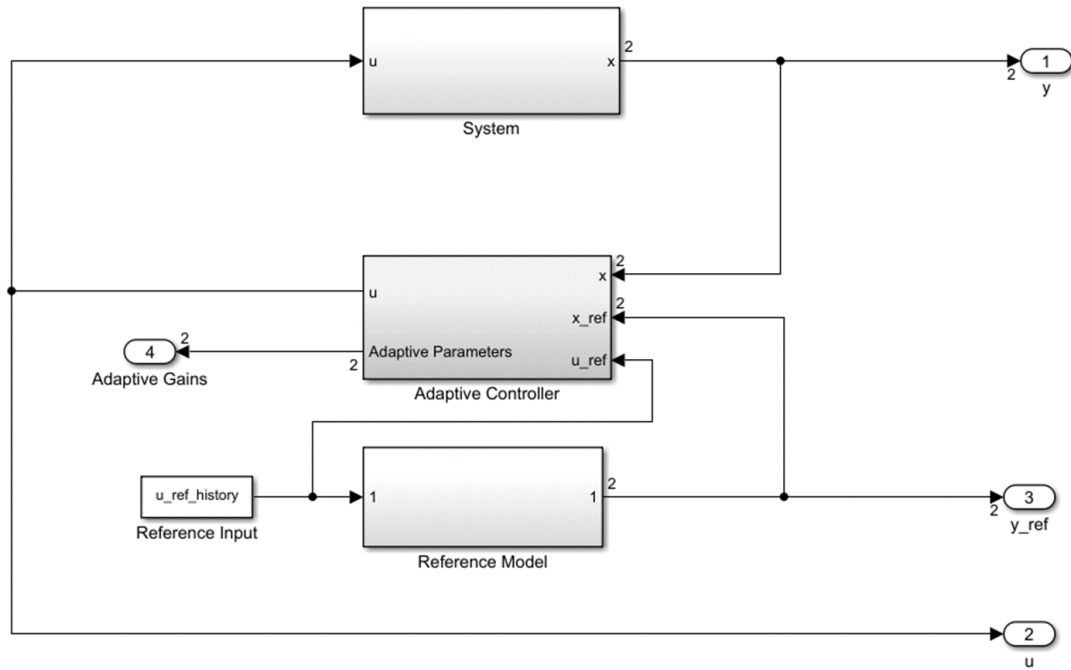 u
x
2
System
2
1
y
u
Adaptive Parameters
2
x
2
x_ref
2
u_ref
Adaptive Controller
2
4
2
Adaptive Gains
u_ref_history
Reference Input
1
1
2
Reference Model
2
3
y_ref
2
u